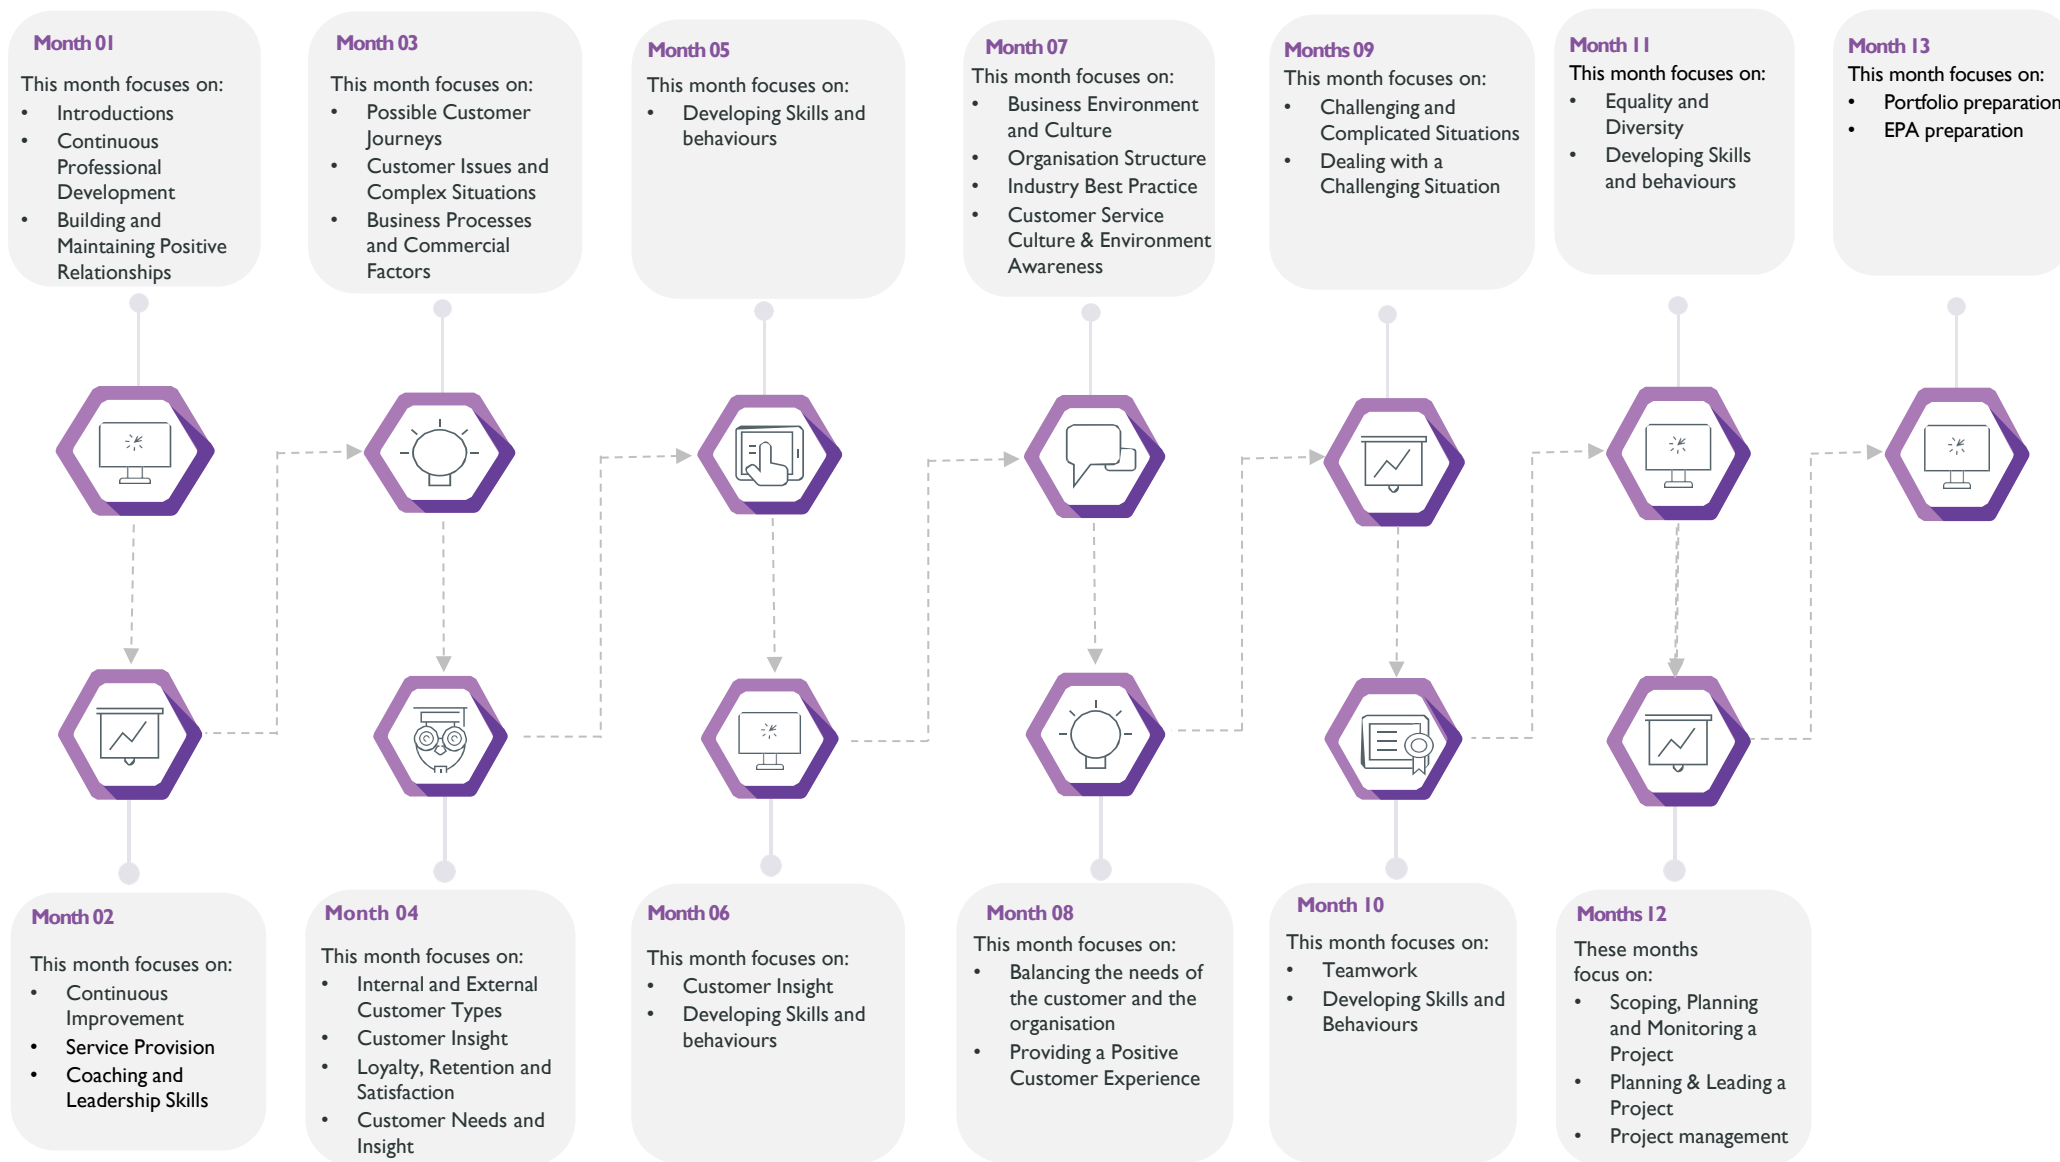 Month 01
This month focuses on:
• Introductions
• Continuous
Professional
Development
• Building and
Maintaining Positive
Relationships
Month 03
This month focuses on:
• Possible Customer
Journeys
• Customer Issues and
Complex Situations
• Business Processes
and Commercial
Factors
Month 05
This month focuses on:
• Developing Skills and
behaviours
Month 07
This month focuses on:
• Business Environment
and Culture
• Organisation Structure
• Industry Best Practice
• Customer Service
Culture & Environment
Awareness
Months 09
This month focuses on:
• Challenging and
Complicated Situations
• Dealing with a
Challenging Situation
Month 11
This month focuses on:
• Equality and
Diversity
• Developing Skills
and behaviours
Month 13
This month focuses on:
• Portfolio preparation
• EPA preparation
Month 02
This month focuses on:
• Continuous
Improvement
• Service Provision
• Coaching and
Leadership Skills
Month 04
This month focuses on:
• Internal and External
Customer Types
• Customer Insight
• Loyalty, Retention and
Satisfaction
• Customer Needs and
Insight
Month 06
This month focuses on:
• Customer Insight
• Developing Skills and
behaviours
Month 08
This month focuses on:
• Balancing the needs of
the customer and the
organisation
• Providing a Positive
Customer Experience
Month 10
This month focuses on:
• Teamwork
• Developing Skills and
Behaviours
Months 12
These months
focus on:
• Scoping, Planning
and Monitoring a
Project
• Planning & Leading a
Project
• Project management